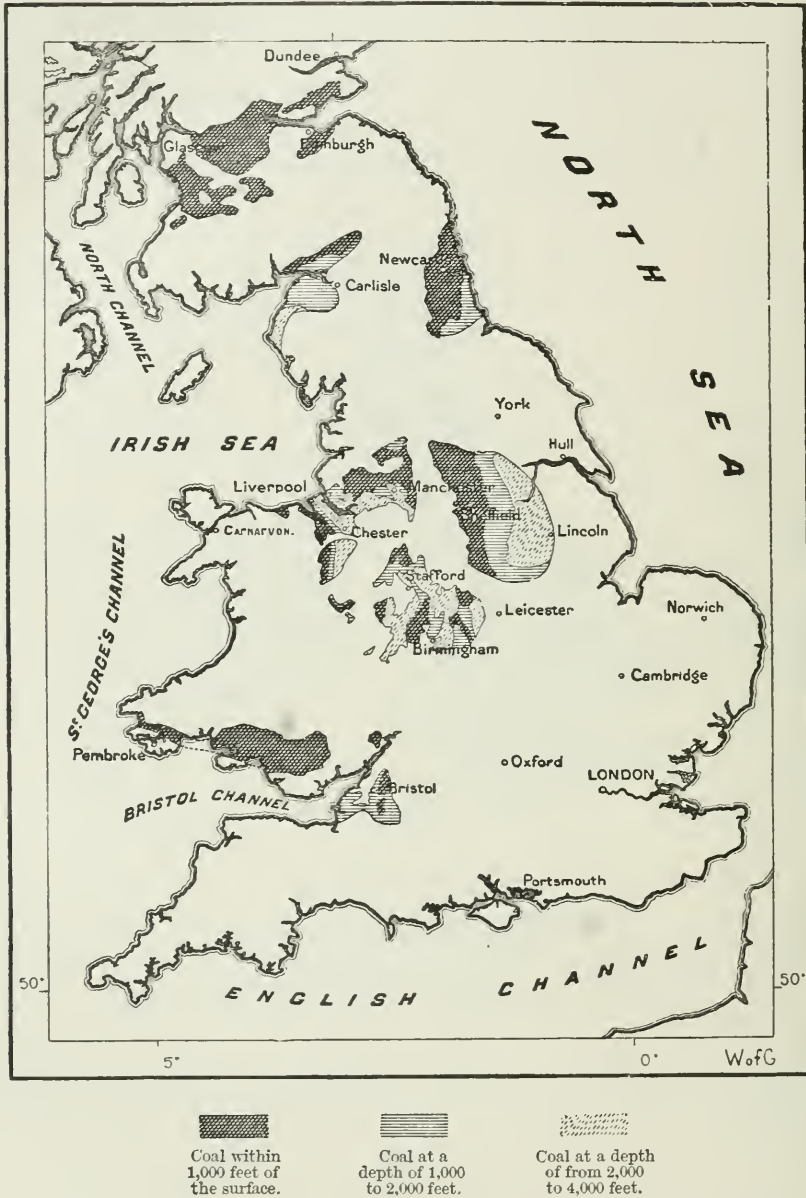 Dundee
Glasgow
Edinburgh
NORTH SEA
NORTH CHANNEL
Newcastle
Carlisle
York
Hull
IRISH SEA
Liverpool
Manchester
Sheffield
CARNARVON.
Chester
Lincoln
Stafford
Leicester
Norwich
Birmingham
Cambridge
St GEORGE'S CHANNEL
Pembroke
Oxford
LONDON
Bristol
BRISTOL CHANNEL
Portsmouth
ENGLISH CHANNEL
50°
50°
5°
0°
W of G
Coal within
1,000 feet of
the surface.
Coal at a
depth of 1,000
to 2,000 feet.
Coal at a depth
of from 2,000
to 4,000 feet.